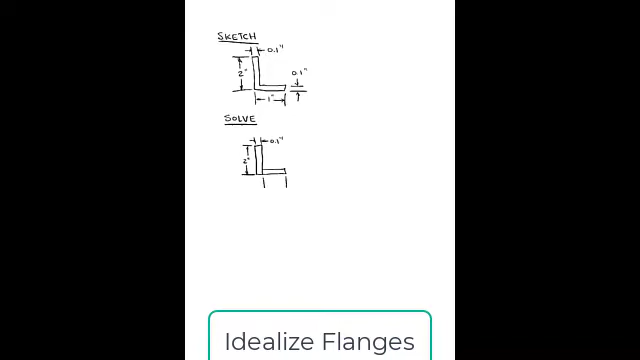 SKETCH
0.1"
2"
0.1"
1"
SOLVE
0.1"
2"
Idealize Flanges